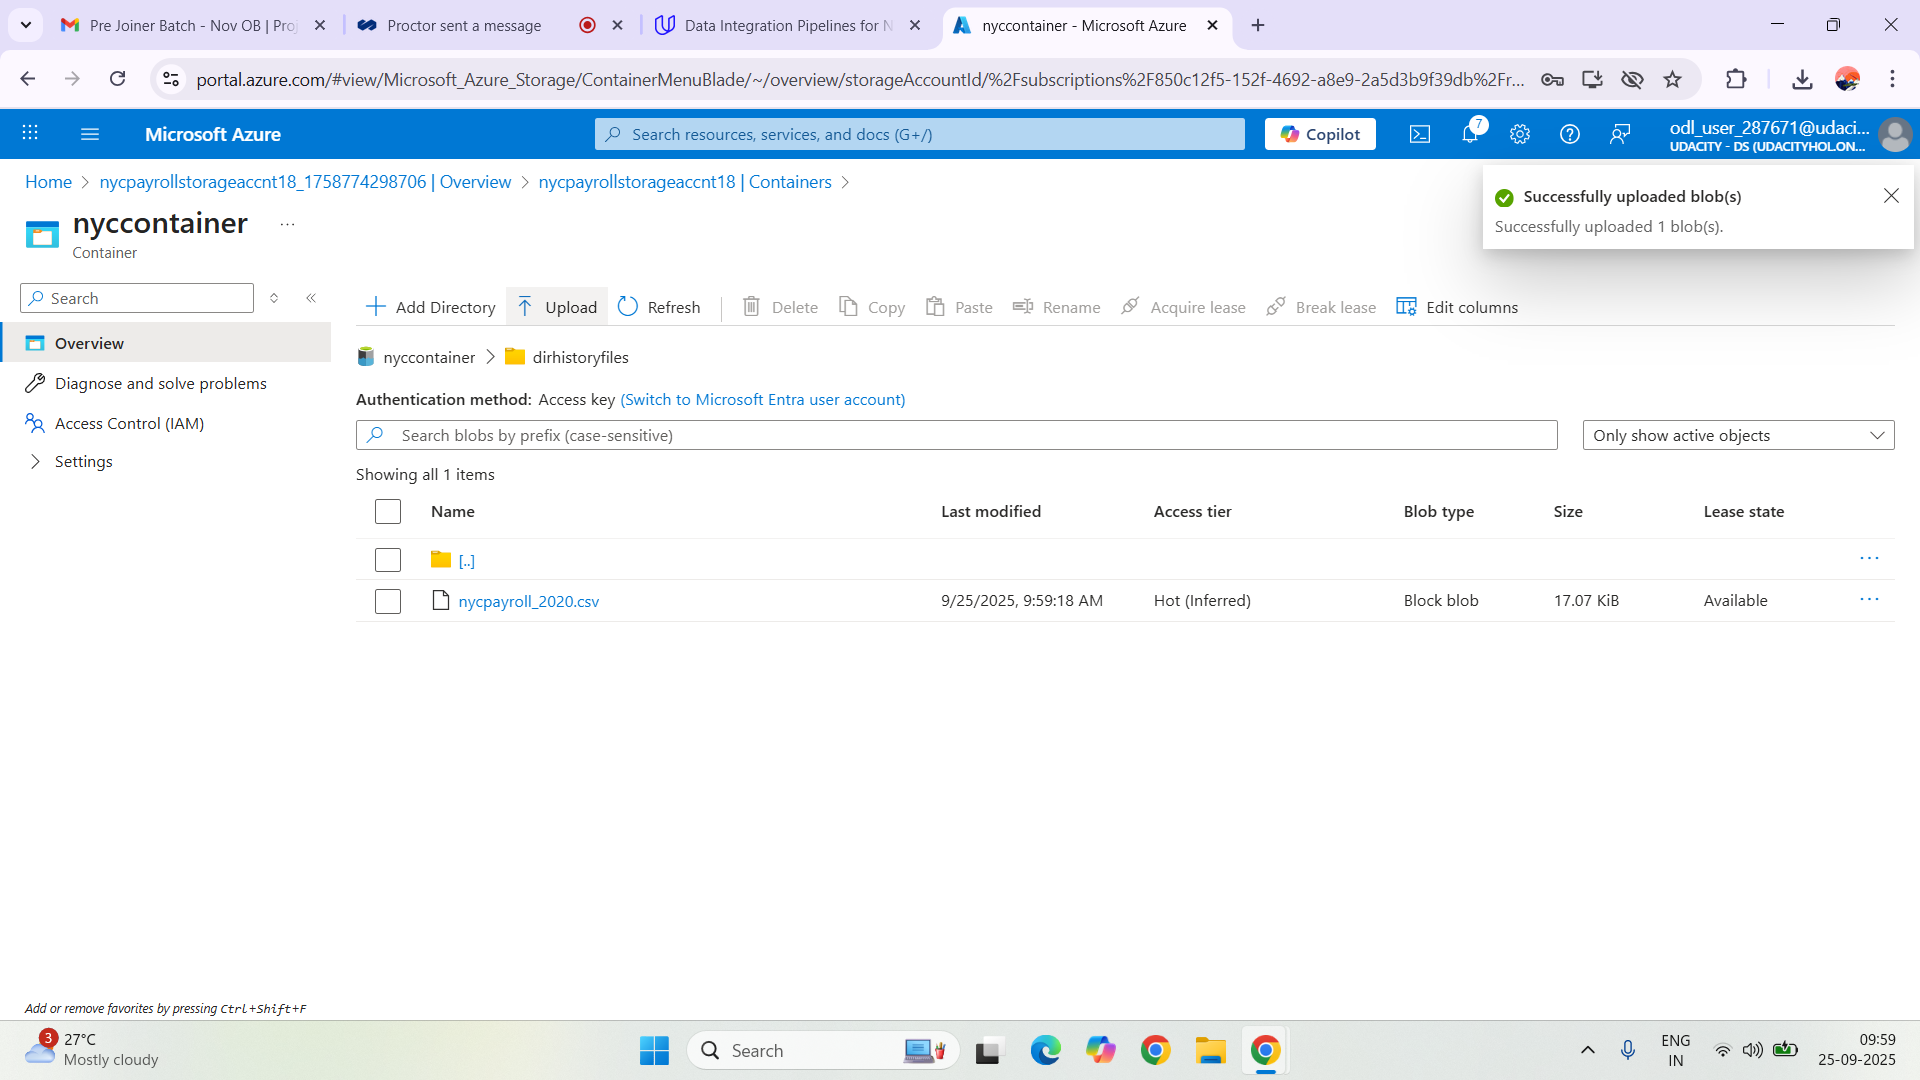 Pre Joiner Batch - Nov OB | Proj
Proctor sent a message
Data Integration Pipelines for N
nyccontainer - Microsoft Azure
portal.azure.com/#view/Microsoft_Azure_Storage/ContainerMenuBlade/~/overview/storageAccountId/%2Fsubscriptions%2F850c12f5-152f-4692-a8e9-2a5d3b9f39db%2Fr...
Microsoft Azure
Search resources, services, and docs (G+/)
Copilot
7
odl_user_287671@udaci...
UDACITY - DS (UDACITYHOL.ON...
Home > nycpayrollstorageaccnt18_1758774298706 | Overview > nycpayrollstorageaccnt18 | Containers >
Successfully uploaded blob(s)
Successfully uploaded 1 blob(s).
nyccontainer ...
Container
Search
Overview
Diagnose and solve problems
Access Control (IAM)
Settings
Add Directory
Upload
Refresh
Delete
Copy
Paste
Rename
Acquire lease
Break lease
Edit columns
nyccontainer > dirhistoryfiles
Authentication method: Access key (Switch to Microsoft Entra user account)
Search blobs by prefix (case-sensitive)
Only show active objects
Showing all 1 items
Name Last modified Access tier Blob type Size Lease state
[..] ...
nycpayroll_2020.csv 9/25/2025, 9:59:18 AM Hot (Inferred) Block blob 17.07 KiB Available ...
Add or remove favorites by pressing Ctrl+Shift+F
3
27°C
Mostly cloudy
Search
ENG
IN
09:59
25-09-2025